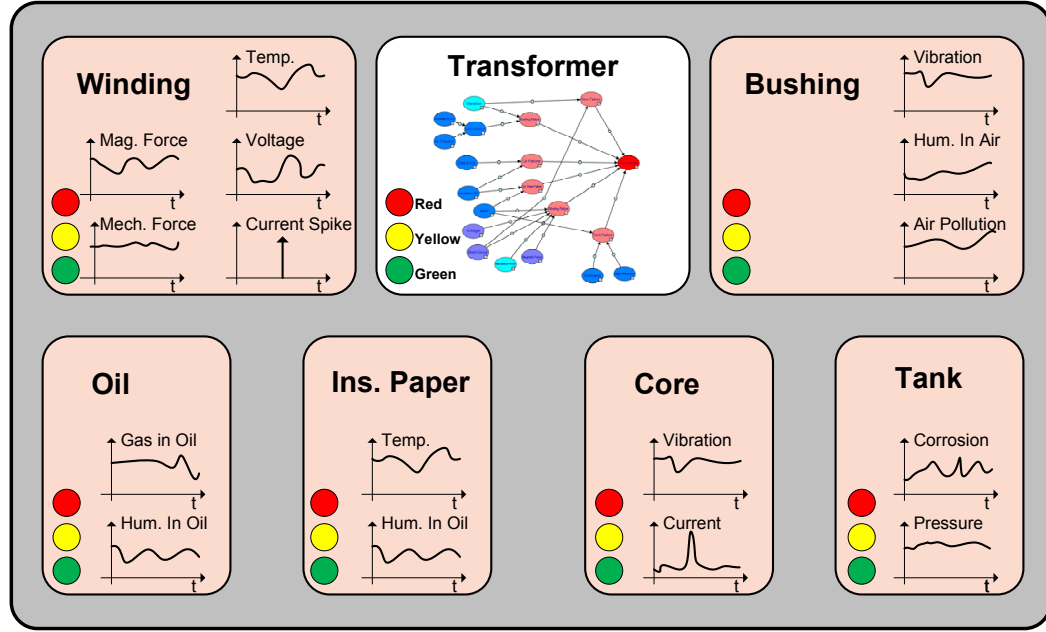 Winding
Temp.
t
Mag. Force
t
Voltage
t
Mech. Force
t
Current Spike
t
Transformer
Red
Yellow
Green
Bushing
Vibration
t
Hum. In Air
t
Air Pollution
t
Oil
Gas in Oil
t
Hum. In Oil
t
Ins. Paper
Temp.
t
Hum. In Oil
t
Core
Vibration
t
Current
t
Tank
Corrosion
t
Pressure
t